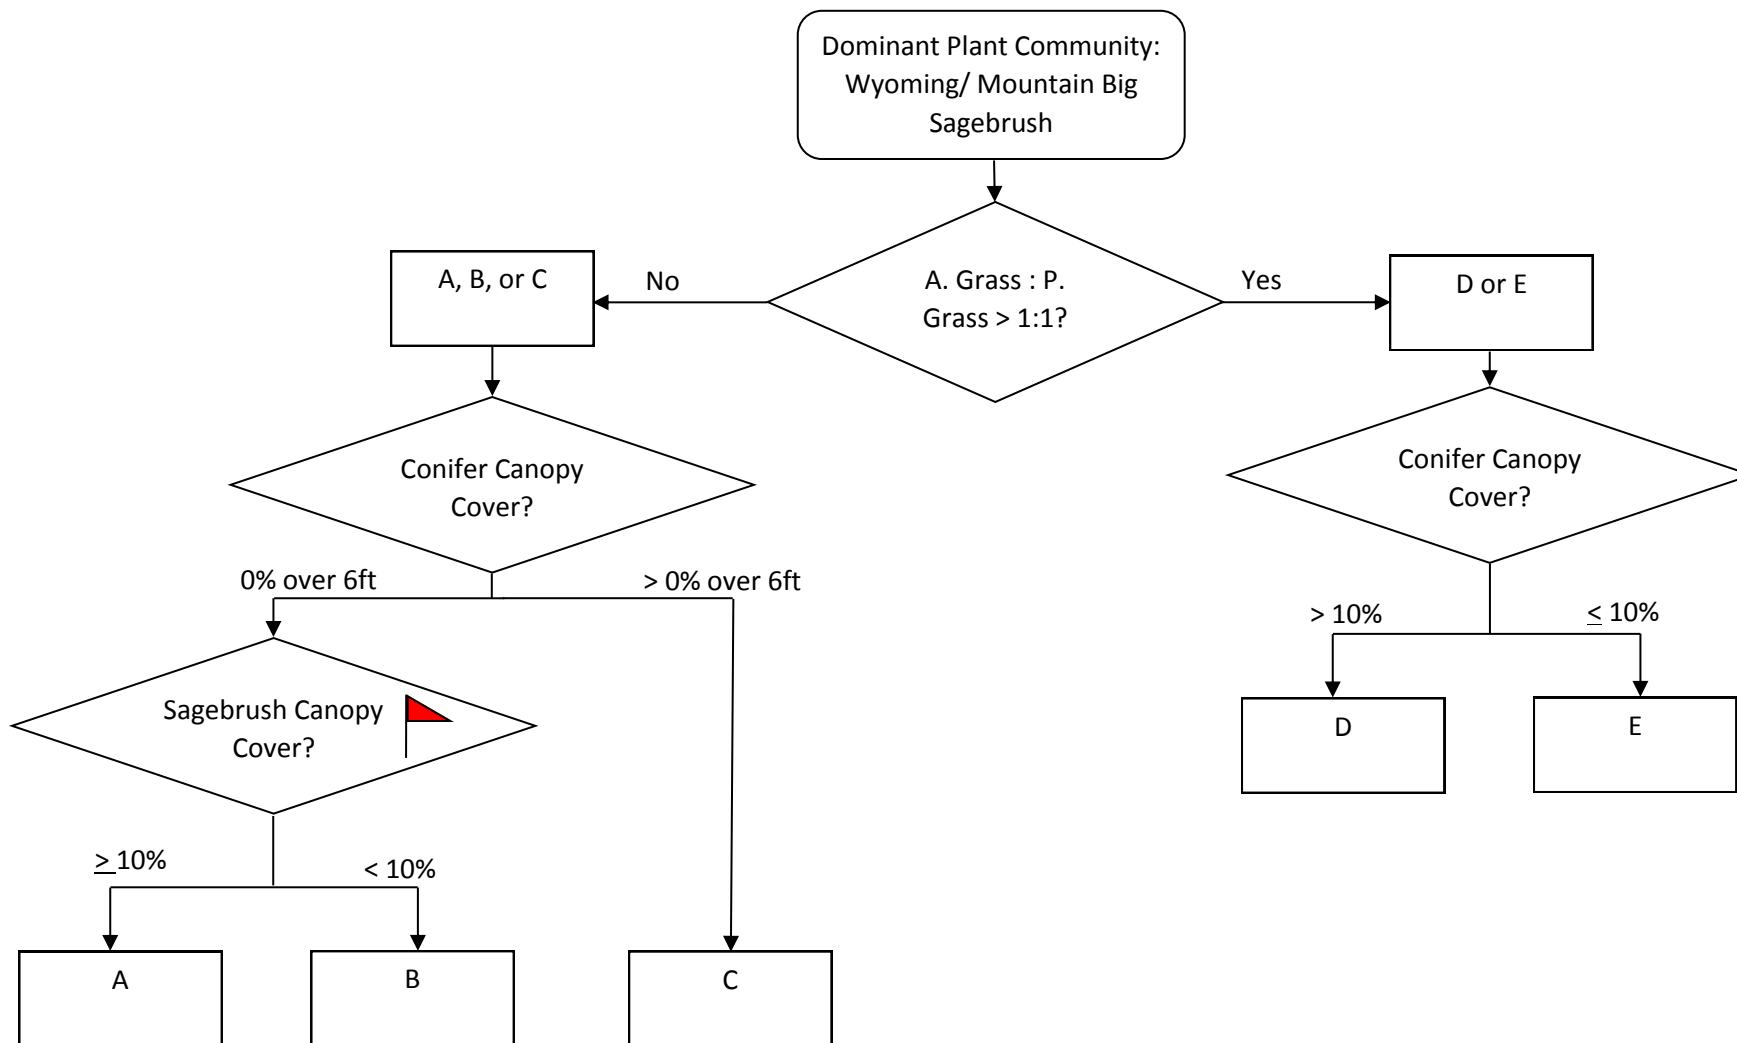 Dominant Plant Community:
Wyoming/ Mountain Big
Sagebrush
A. Grass : P.
Grass > 1:1?
No
Yes
A, B, or C
D or E
Conifer Canopy
Cover?
Conifer Canopy
Cover?
0% over 6ft
> 0% over 6ft
> 10%
≤ 10%
Sagebrush Canopy
Cover?
D
E
≥ 10%
< 10%
A
B
C